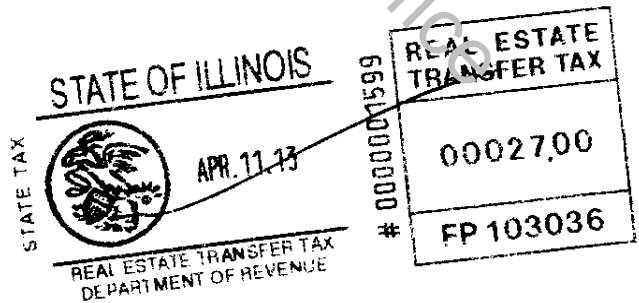 STATE OF ILLINOIS
STATE TAX
APR.11.13
REAL ESTATE TRANSFER TAX
DEPARTMENT OF REVENUE
# 0000001599
REAL ESTATE
TRANSFER TAX
00027,00
FP 103036